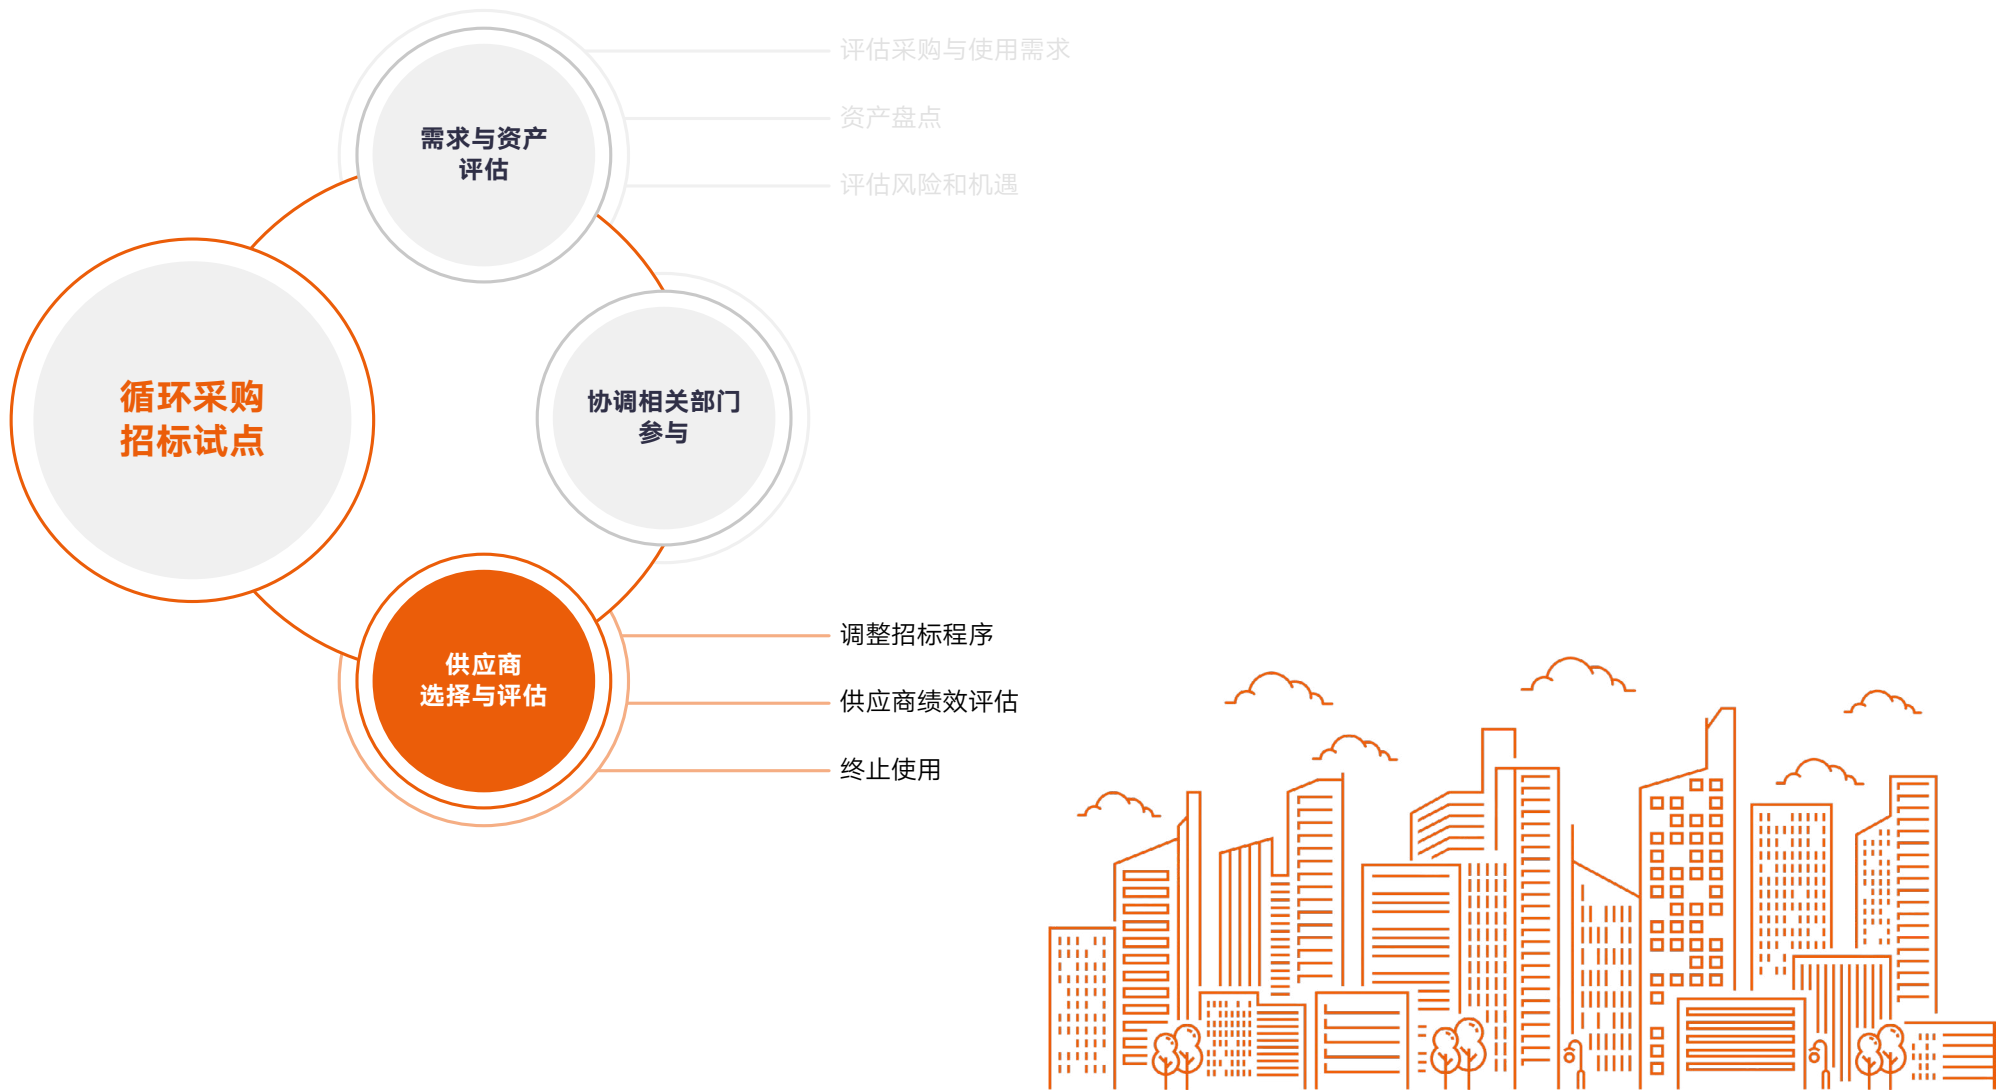 评估采购与使用需求
资产盘点
评估风险和机遇
需求与资产
评估
循环采购
招标试点
协调相关部门
参与
供应商
选择与评估
调整招标程序
供应商绩效评估
终止使用